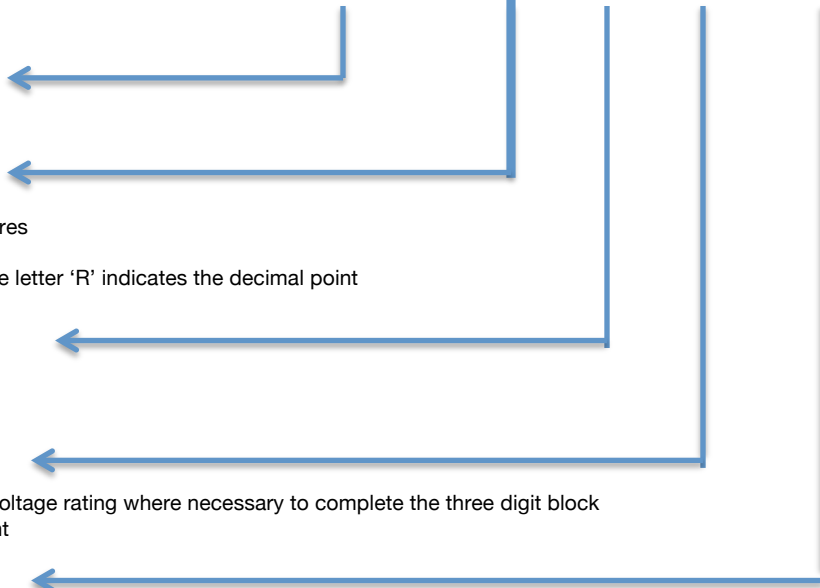 res
e letter ‘R’ indicates the decimal point
oltage rating where necessary to complete the three digit block
nt